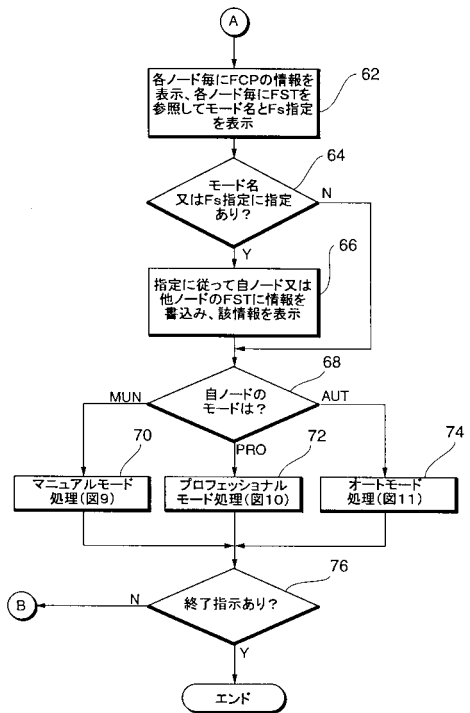 A
各ノード毎にFCPの情報を
表示、各ノード毎にFSTを
参照してモード名とFs指定
を表示
62
64
モード名
又はFs指定に指定
あり？
N
Y
66
指定に従って自ノード又は
他ノードのFSTに情報を
書込み、該情報を表示
68
自ノードの
モードは？
MUN
AUT
PRO
70
マニュアルモード
処理(図9)
72
プロフェッショナル
モード処理(図10)
74
オートモード
処理(図11)
76
終了指示あり？
N
B
Y
エンド